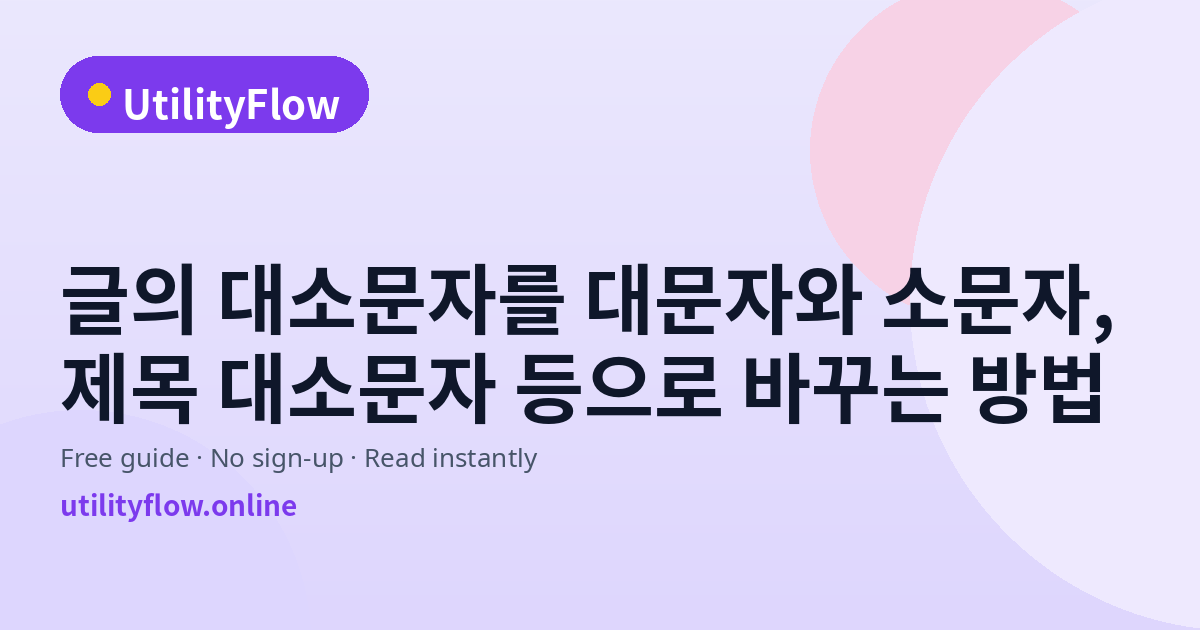 UtilityFlow
글의 대소문자를 대문자와 소문자,
제목 대소문자 등으로 바꾸는 방법
Free guide · No sign-up · Read instantly
utilityflow.online